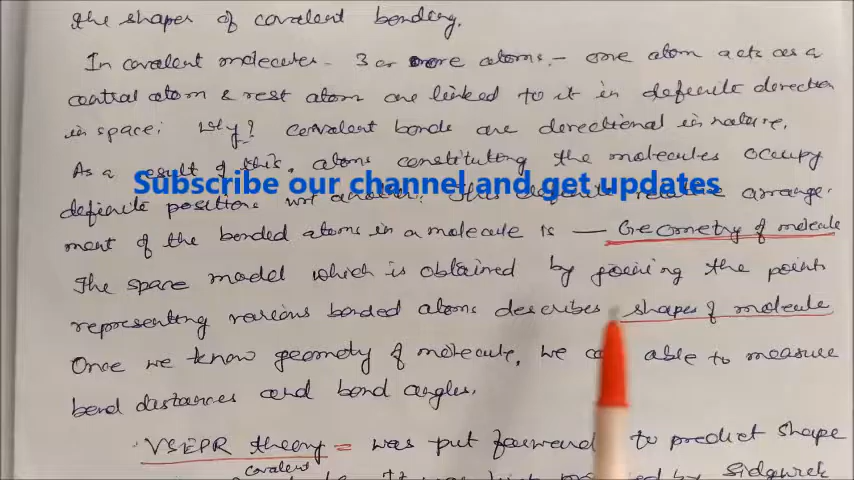 the shapes of covalent bonding.
In covalent molecules - 3 or more atoms. - one atom acts as a
central atom & rest atom are linked to it in definite direction
in space; Why? covalent bonds are directional in nature.
As a result of this, atoms constituting the molecules occupy
Subscribe our channel and get updates
definite position wrt another. This definite relative arrange-
ment of the bonded atoms in a molecule is — Geometry of molecule
The space model which is obtained by joining the points
representing various bonded atoms describes shapes of molecule
Once we know geometry of molecule, we able to measure
bond distances and bond angles.
VSEPR theory = was put forward to predict shape
covalent
by Sidgwick